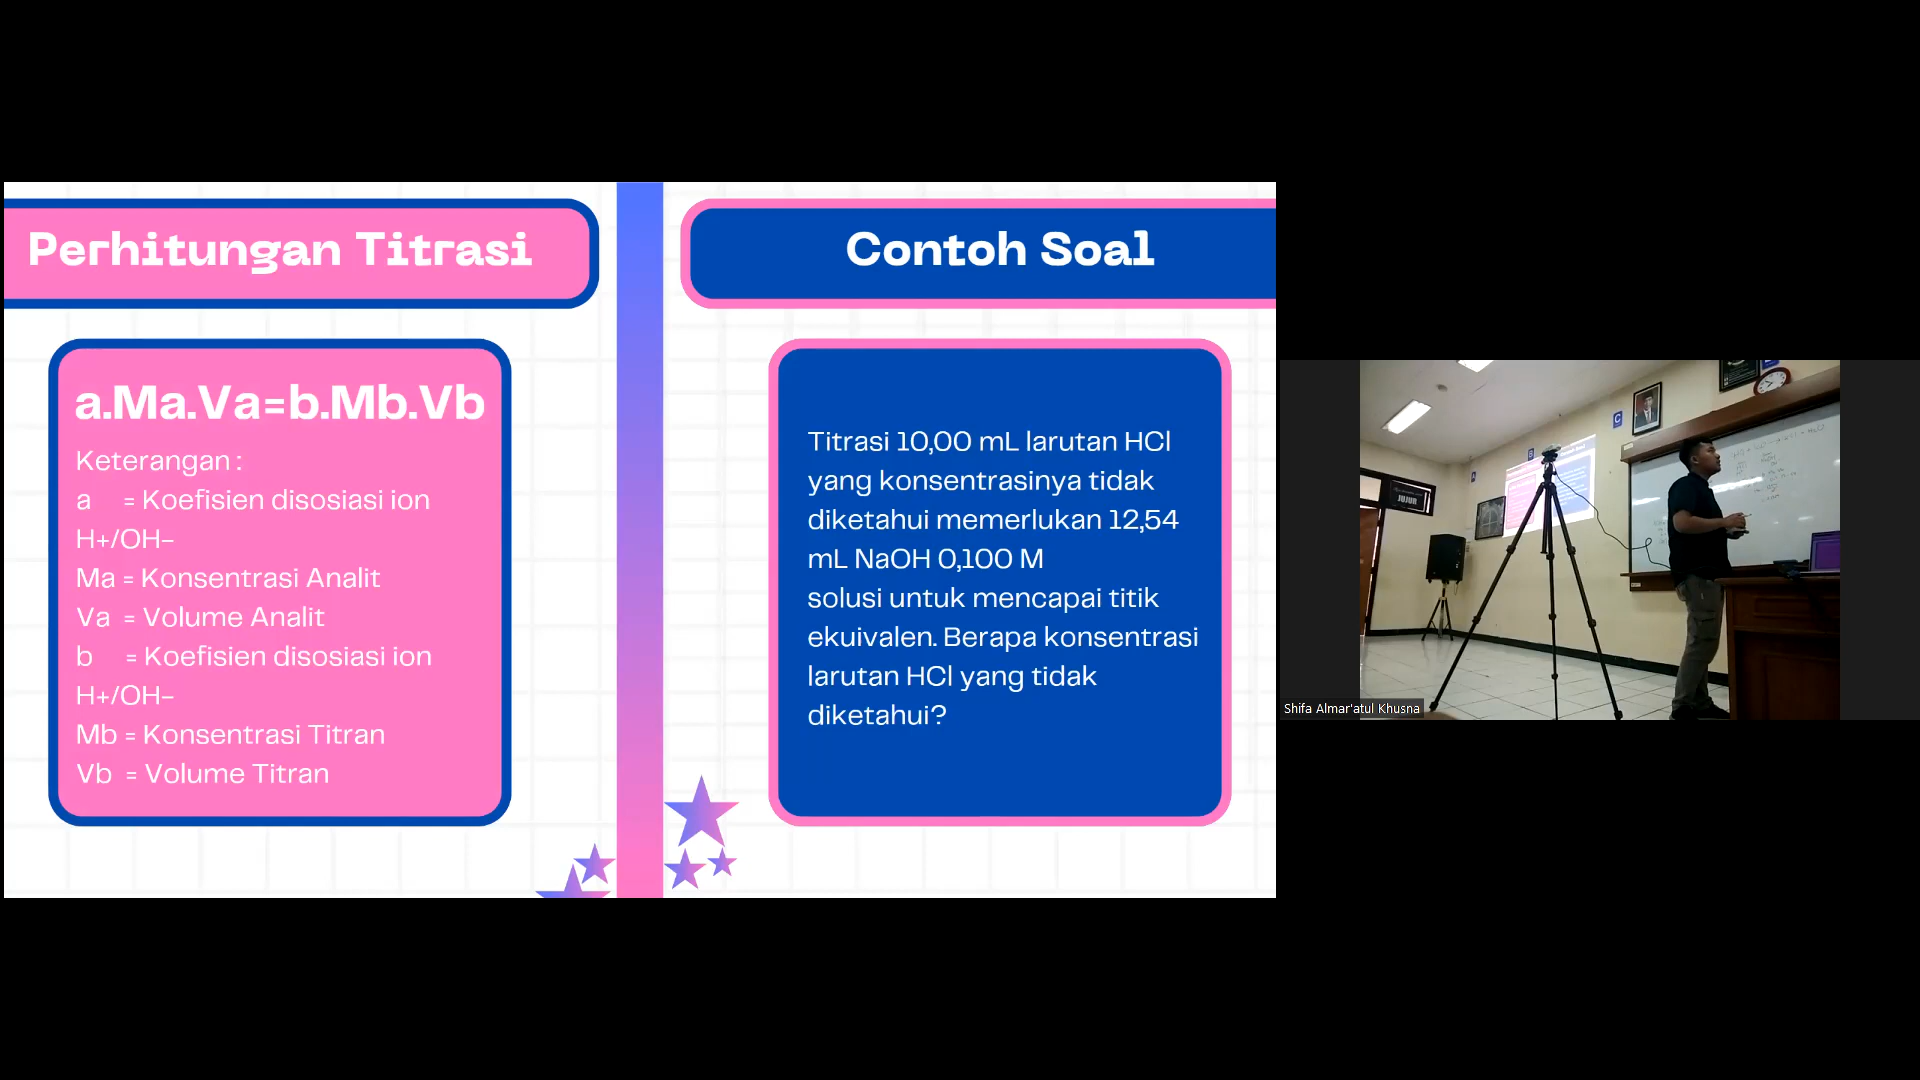 Perhitungan Titrasi
a.Ma.Va=b.Mb.Vb
Keterangan :
a = Koefisien disosiasi ion
H+/OH-
Ma = Konsentrasi Analit
Va = Volume Analit
b = Koefisien disosiasi ion
H+/OH-
Mb = Konsentrasi Titran
Vb = Volume Titran
Contoh Soal
Titrasi 10,00 mL larutan HCl
yang konsentrasinya tidak
diketahui memerlukan 12,54
mL NaOH 0,100 M
solusi untuk mencapai titik
ekuivalen. Berapa konsentrasi
larutan HCl yang tidak
diketahui?
C
B
JUJUR
Shifa Almar'atul Khusna